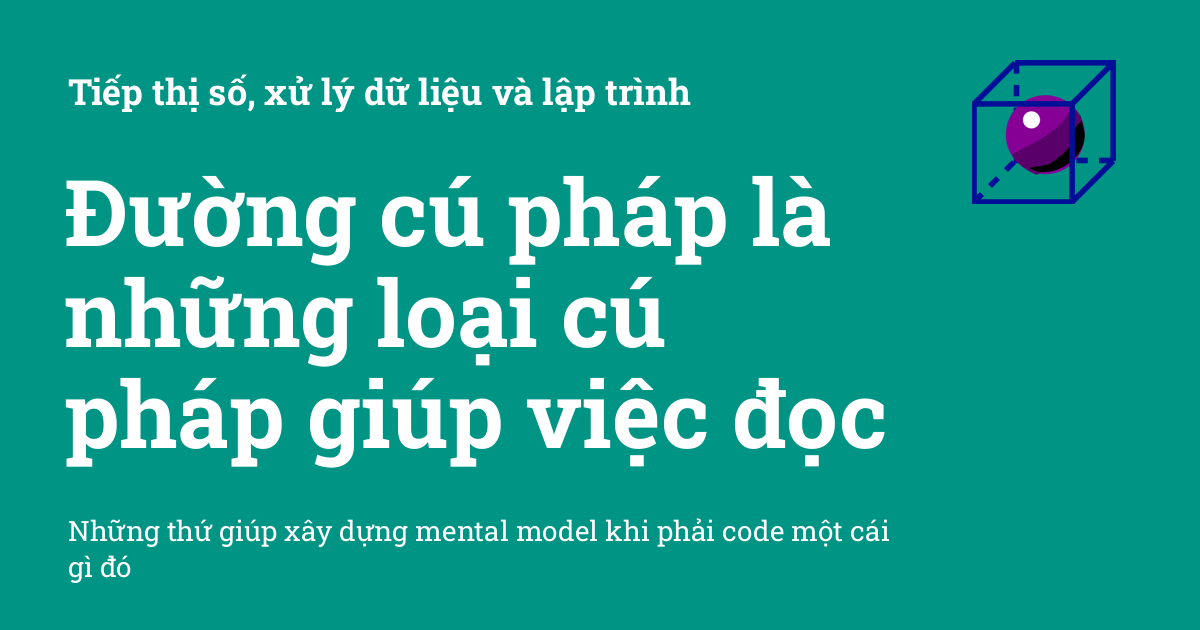 Tiếp thị số, xử lý dữ liệu và lập trình
Đường cú pháp là
những loại cú
pháp giúp việc đọc
Những thứ giúp xây dựng mental model khi phải code một cái
gì đó